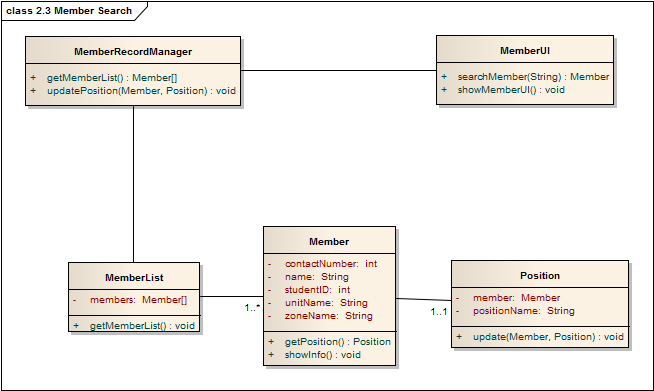 class 2.3 Member Search
MemberRecordManager
+ getMemberList() : Member[]
+ updatePosition(Member, Position) : void
MemberUI
+ searchMember(String) : Member
+ showMemberUI() : void
MemberList
- members: Member[]
+ getMemberList() : void
1..*
Member
- contactNumber: int
- name: String
- studentID: int
- unitName: String
- zoneName: String
+ getPosition() : Position
+ showInfo() : void
1..1
Position
- member: Member
- positionName: String
+ update(Member, Position) : void